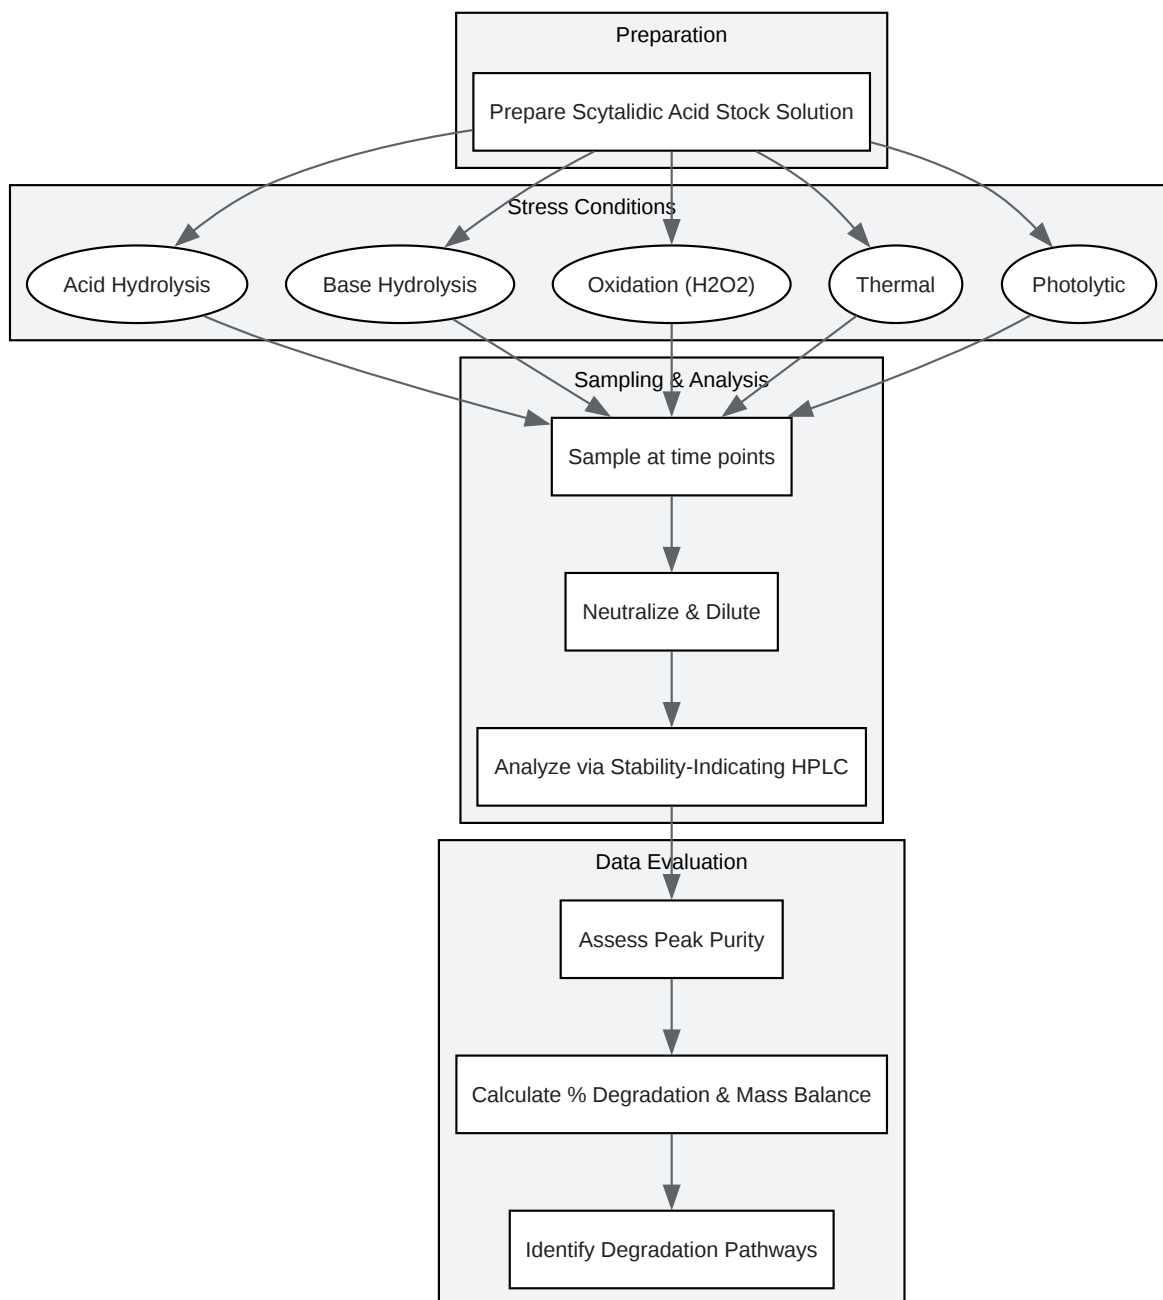 Preparation
Prepare Scytalidic Acid Stock Solution
Stress Conditions
Acid Hydrolysis
Base Hydrolysis
Oxidation (H2O2)
Thermal
Photolytic
Sampling & Analysis
Sample at time points
Neutralize & Dilute
Analyze via Stability-Indicating HPLC
Data Evaluation
Assess Peak Purity
Calculate % Degradation & Mass Balance
Identify Degradation Pathways